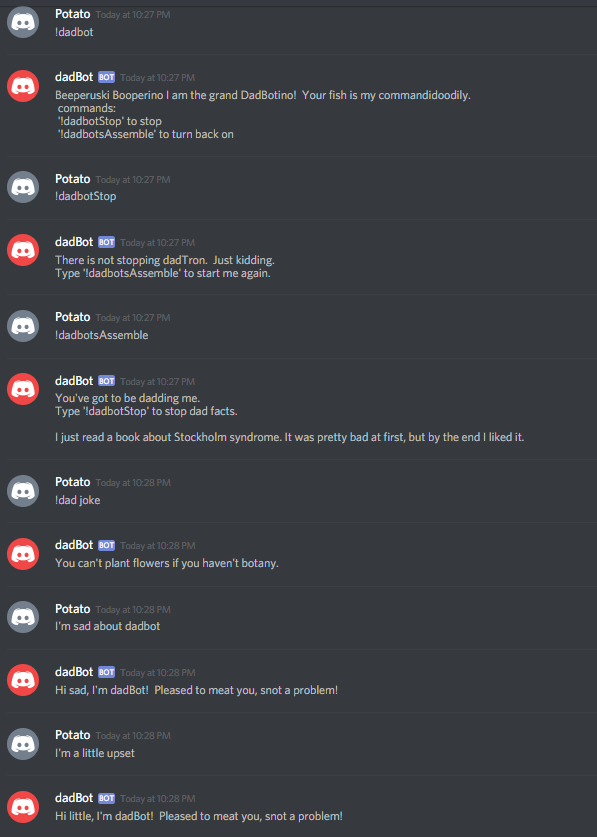 Potato Today at 10:27 PM
!dadbot
dadBot BOT Today at 10:27 PM
Beeperuski Booperino I am the grand DadBotino! Your fish is my commandidoodily.
commands:
'!dadbotStop' to stop
'!dadbotsAssemble' to turn back on
Potato Today at 10:27 PM
!dadbotStop
dadBot BOT Today at 10:27 PM
There is not stopping dadTron. Just kidding.
Type '!dadbotsAssemble' to start me again.
Potato Today at 10:27 PM
!dadbotsAssemble
dadBot BOT Today at 10:27 PM
You've got to be dadding me.
Type '!dadbotStop' to stop dad facts.
I just read a book about Stockholm syndrome. It was pretty bad at first, but by the end I liked it.
Potato Today at 10:28 PM
!dad joke
dadBot BOT Today at 10:28 PM
You can't plant flowers if you haven't botany.
Potato Today at 10:28 PM
I'm sad about dadbot
dadBot BOT Today at 10:28 PM
Hi sad, I'm dadBot! Pleased to meat you, snot a problem!
Potato Today at 10:28 PM
I'm a little upset
dadBot BOT Today at 10:28 PM
Hi little, I'm dadBot! Pleased to meat you, snot a problem!